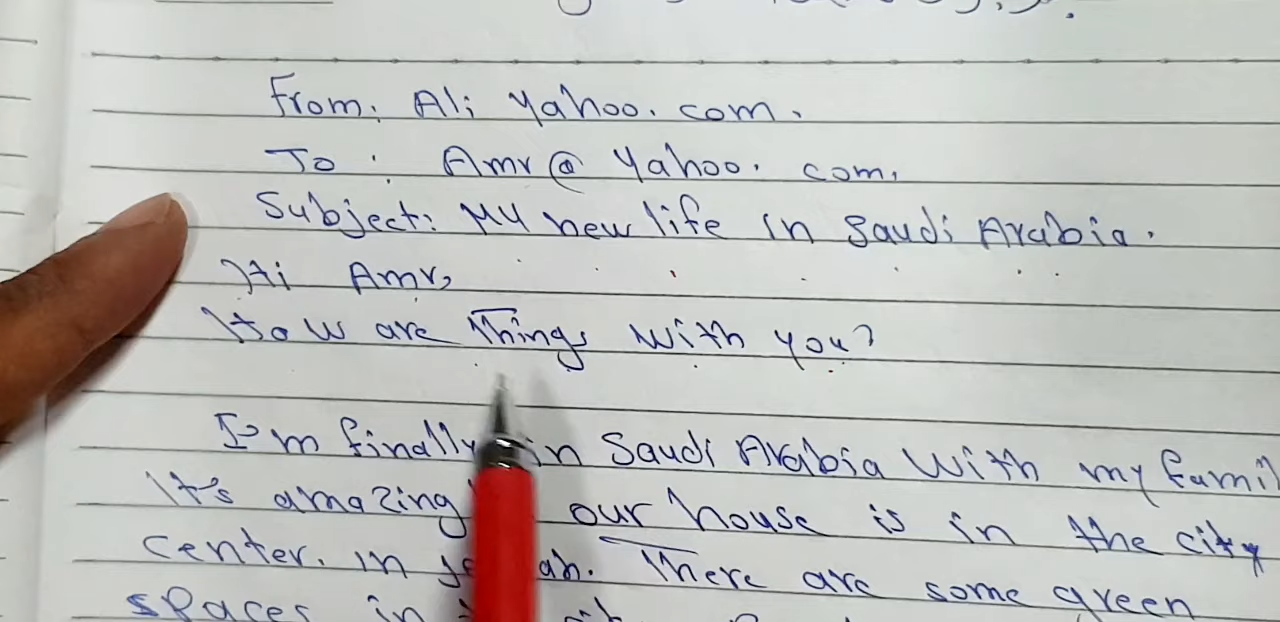 From: Ali Yahoo.com.
To: Amr@Yahoo.com.
Subject: My new life in Saudi Arabia.
Hi Amr,
How are Things with you?
I'm finally in Saudi Arabia with my famil
It's amazing our house is in the city
center. in There are some green
spaces in